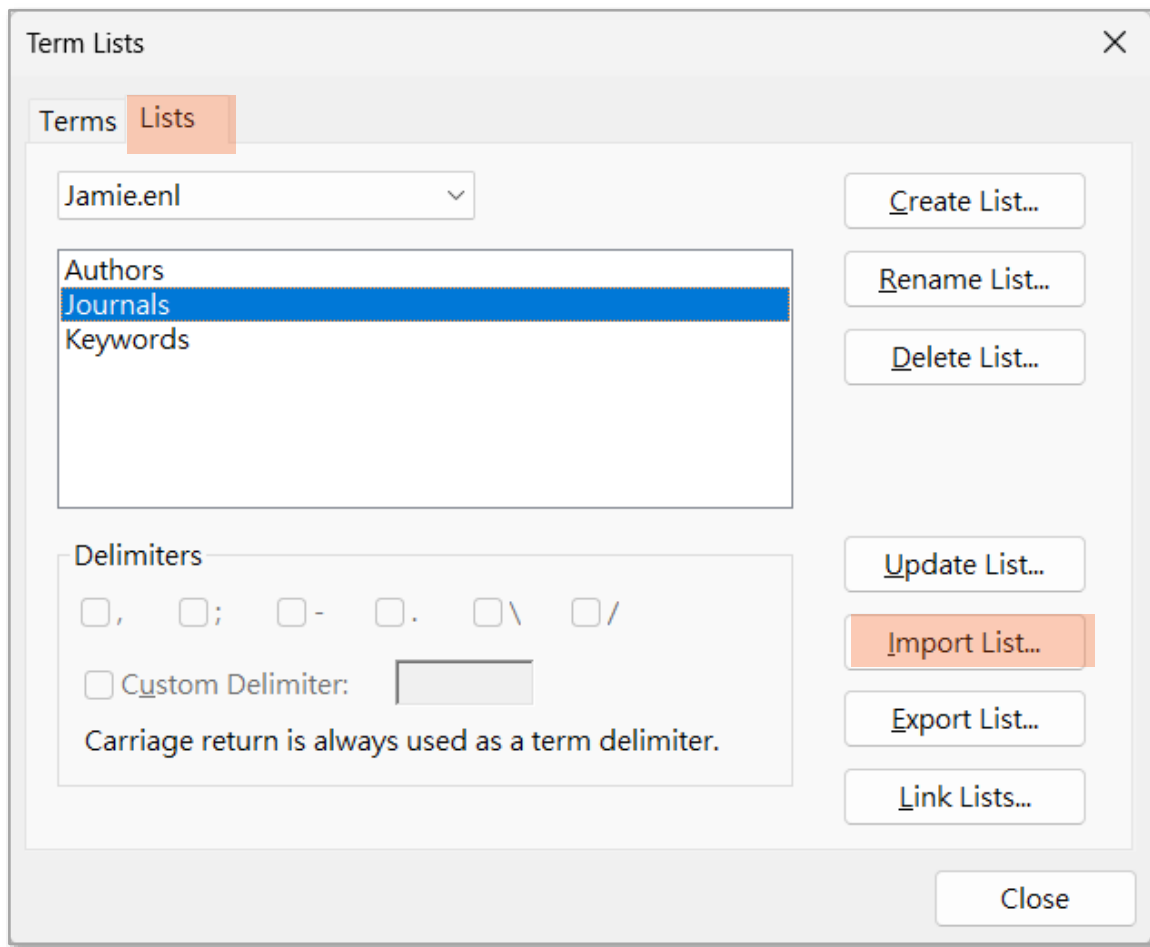 Term Lists
Terms
Lists
Jamie.enl
Create List...
Authors
Journals
Keywords
Rename List...
Delete List...
Delimiters
, ; - . \ /
Custom Delimiter:
Carriage return is always used as a term delimiter.
Update List...
Import List...
Export List...
Link Lists...
Close